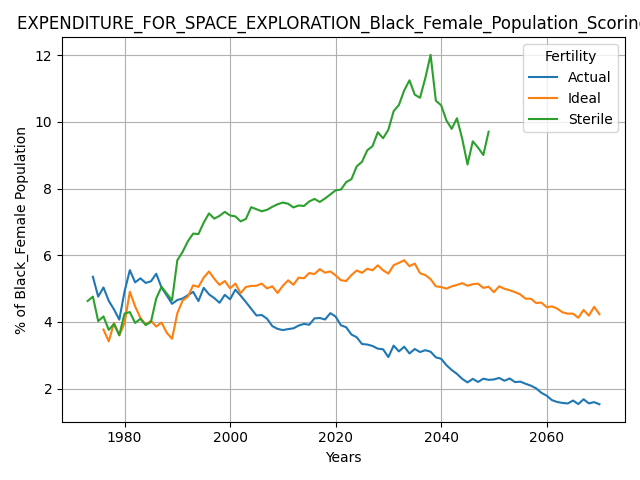 EXPENDITURE_FOR_SPACE_EXPLORATION_Black_Female_Population_Scoring
Fertility
Actual
Ideal
Sterile
12
10
8
6
4
2
% of Black_Female Population
1980
2000
2020
2040
2060
Years